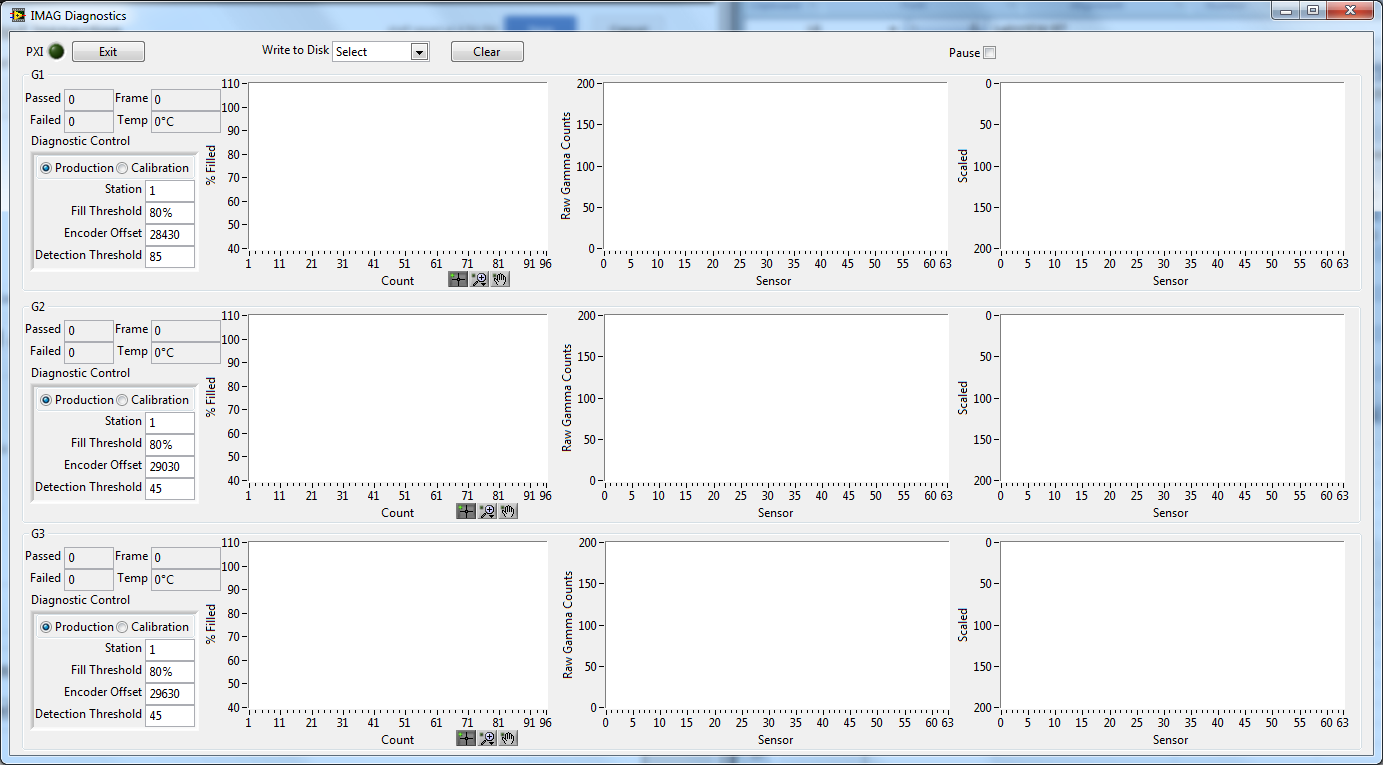 IMAG Diagnostics
PXI Exit Write to Disk Select Clear Pause
G1
Passed 0 Frame 0
Failed 0 Temp 0°C
Diagnostic Control
Production Calibration
Station 1
Fill Threshold 80%
Encoder Offset 28430
Detection Threshold 85
% Filled
110
100
90
80
70
60
50
40
1 11 21 31 41 51 61 71 81 91 96
Count
Raw Gamma Counts
200
150
100
50
0
0 5 10 15 20 25 30 35 40 45 50 55 60 63
Sensor
Scaled
0
50
100
150
200
0 5 10 15 20 25 30 35 40 45 50 55 60 63
Sensor
G2
Passed 0 Frame 0
Failed 0 Temp 0°C
Diagnostic Control
Production Calibration
Station 1
Fill Threshold 80%
Encoder Offset 29030
Detection Threshold 45
% Filled
110
100
90
80
70
60
50
40
1 11 21 31 41 51 61 71 81 91 96
Count
Raw Gamma Counts
200
150
100
50
0
0 5 10 15 20 25 30 35 40 45 50 55 60 63
Sensor
Scaled
0
50
100
150
200
0 5 10 15 20 25 30 35 40 45 50 55 60 63
Sensor
G3
Passed 0 Frame 0
Failed 0 Temp 0°C
Diagnostic Control
Production Calibration
Station 1
Fill Threshold 80%
Encoder Offset 29630
Detection Threshold 45
% Filled
110
100
90
80
70
60
50
40
1 11 21 31 41 51 61 71 81 91 96
Count
Raw Gamma Counts
200
150
100
50
0
0 5 10 15 20 25 30 35 40 45 50 55 60 63
Sensor
Scaled
0
50
100
150
200
0 5 10 15 20 25 30 35 40 45 50 55 60 63
Sensor